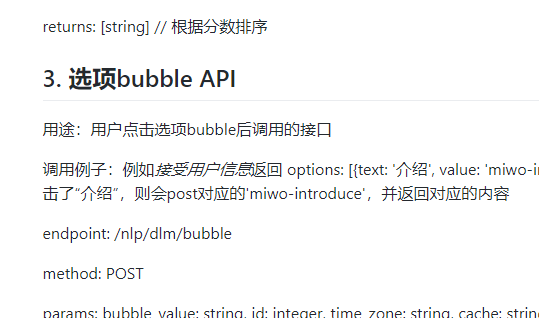 returns: [string] // 根据分数排序
3. 选项bubble API
用途：用户点击选项bubble后调用的接口
调用例子：例如接受用户信息返回 options: [{text: '介绍', value: 'miwo-in
击了“介绍”，则会post对应的'miwo-introduce'，并返回对应的内容
endpoint: /nlp/dlm/bubble
method: POST
params: bubble_value: string, id: integer, time_zone: string, cache: string